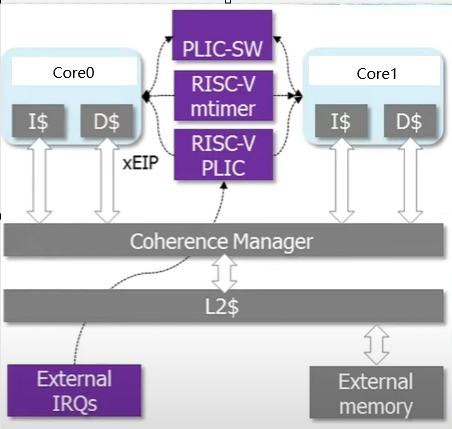 PLIC-SW
Core0
Core1
RISC-V
mtimer
I$
D$
I$
D$
RISC-V
PLIC
xEIP
Coherence Manager
L2$
External
IRQs
External
memory